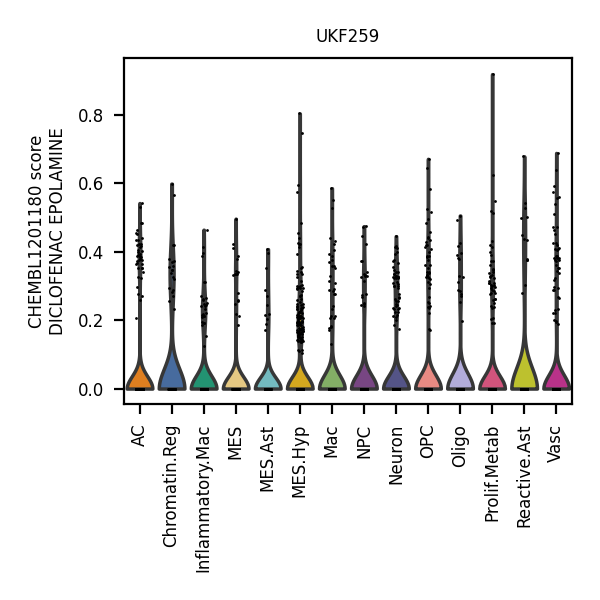 UKF259
CHEMBL1201180 score
DICLOFENAC EPOLAMINE
0.8
0.6
0.4
0.2
0.0
AC
Chromatin.Reg
Inflammatory.Mac
MES
MES.Ast
MES.Hyp
Mac
NPC
Neuron
OPC
Oligo
Prolif.Metab
Reactive.Ast
Vasc